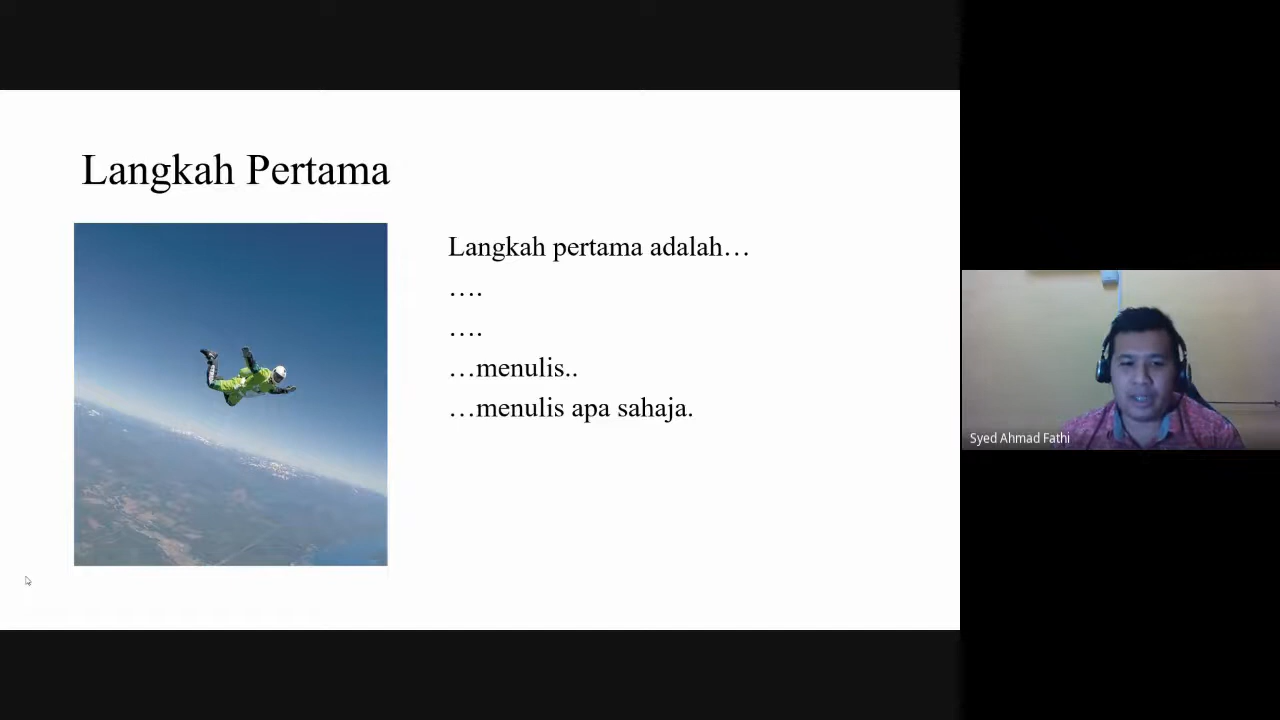 Langkah Pertama
Langkah pertama adalah…
….
….
…menulis..
…menulis apa sahaja.
Syed Ahmad Fathi